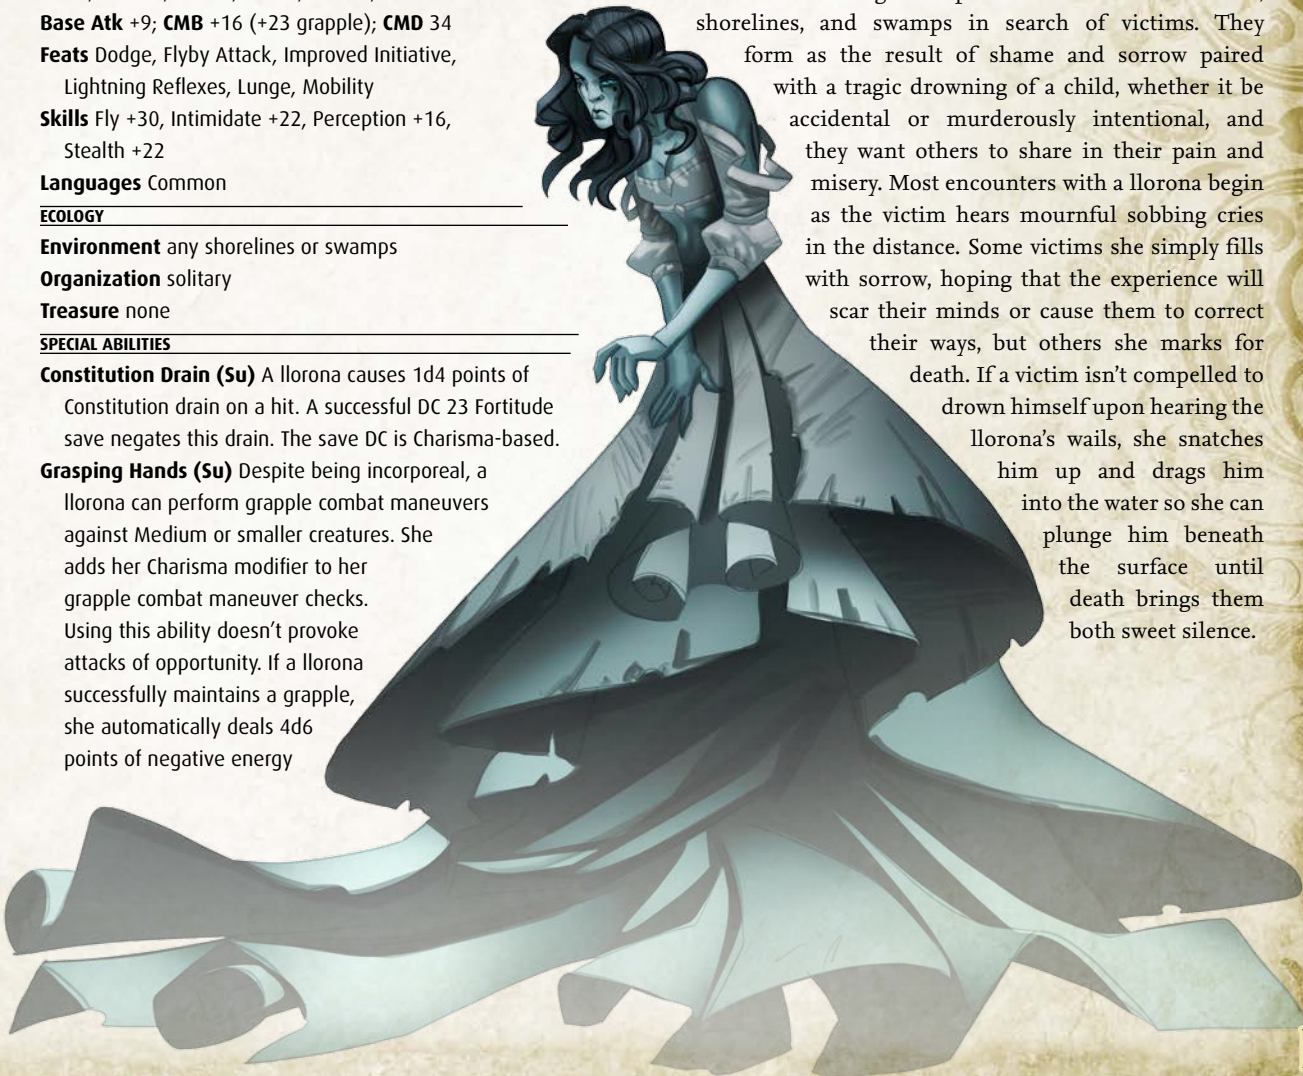 Base Atk +9; CMB +16 (+23 grapple); CMD 34
Feats Dodge, Flyby Attack, Improved Initiative,
Lightning Reflexes, Lunge, Mobility
Skills Fly +30, Intimidate +22, Perception +16,
Stealth +22
Languages Common
ECOLOGY
Environment any shorelines or swamps
Organization solitary
Treasure none
SPECIAL ABILITIES
Constitution Drain (Su) A llorona causes 1d4 points of
Constitution drain on a hit. A successful DC 23 Fortitude
save negates this drain. The save DC is Charisma-based.
Grasping Hands (Su) Despite being incorporeal, a
llorona can perform grapple combat maneuvers
against Medium or smaller creatures. She
adds her Charisma modifier to her
grapple combat maneuver checks.
Using this ability doesn't provoke
attacks of opportunity. If a llorona
successfully maintains a grapple,
she automatically deals 4d6
points of negative energy
shorelines, and swamps in search of victims. They
form as the result of shame and sorrow paired
with a tragic drowning of a child, whether it be
accidental or murderously intentional, and
they want others to share in their pain and
misery. Most encounters with a llorona begin
as the victim hears mournful sobbing cries
in the distance. Some victims she simply fills
with sorrow, hoping that the experience will
scar their minds or cause them to correct
their ways, but others she marks for
death. If a victim isn't compelled to
drown himself upon hearing the
llorona's wails, she snatches
him up and drags him
into the water so she can
plunge him beneath
the surface until
death brings them
both sweet silence.